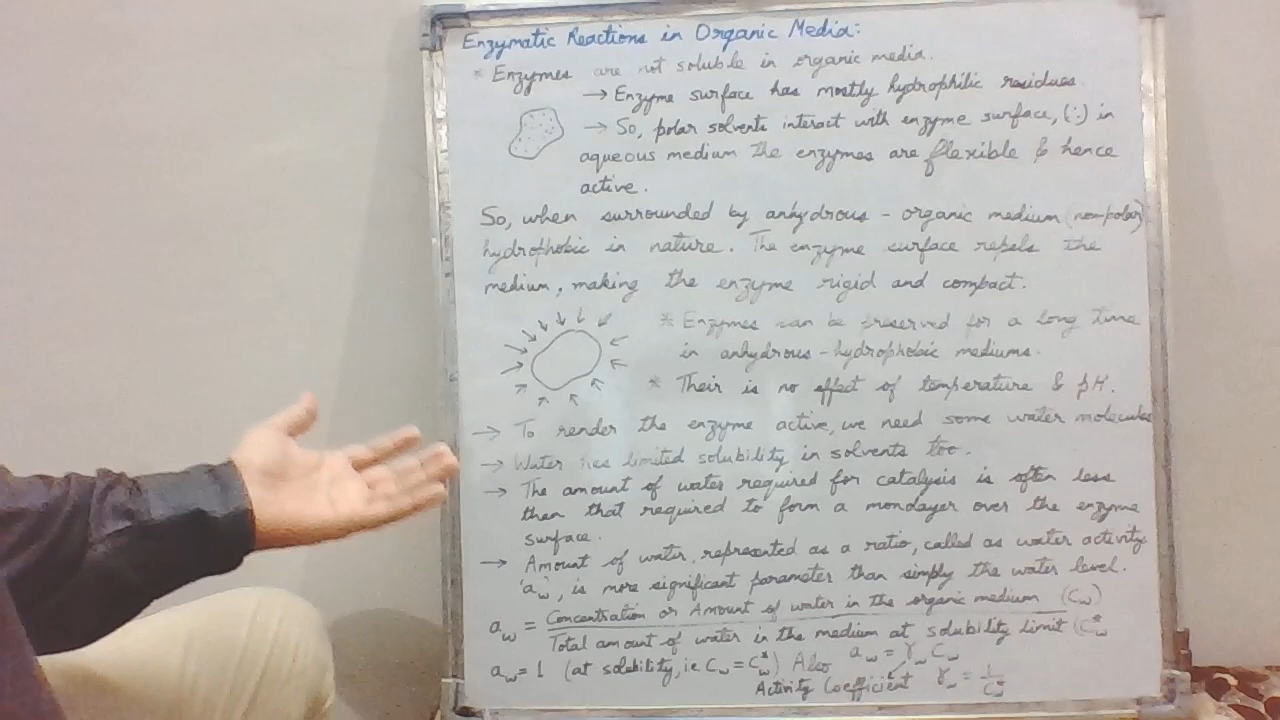 Enzymatic Reactions in Organic Media:
* Enzymes are not soluble in organic media.
→ Enzyme surface has mostly hydrophilic residues.
→ So, polar solvents interact with enzyme surface, (∵) in
aqueous medium the enzymes are flexible & hence
active.
So, when surrounded by anhydrous - organic medium (non-polar)
hydrophobic in nature. The enzyme surface repels the
medium, making the enzyme rigid and compact.
* Enzymes can be preserved for a long time
in anhydrous - hydrophobic mediums.
* Their is no effect of temperature & pH.
→ To render the enzyme active, we need some water molecules
→ Water has limited solubility in solvents too.
→ The amount of water required for catalysis is often less
then that required to form a monolayer over the enzyme
surface.
→ Amount of water, represented as a ratio, called as water activity
'aw', is more significant parameter than simply the water level.
aw = Concentration or Amount of water in the organic medium (Cw)
Total amount of water in the medium at solubility limit (C*w
aw = 1 (at solubility, i.e Cw = C*w) Also aw = γw Cw
Activity Coefficient γw = 1/C*w